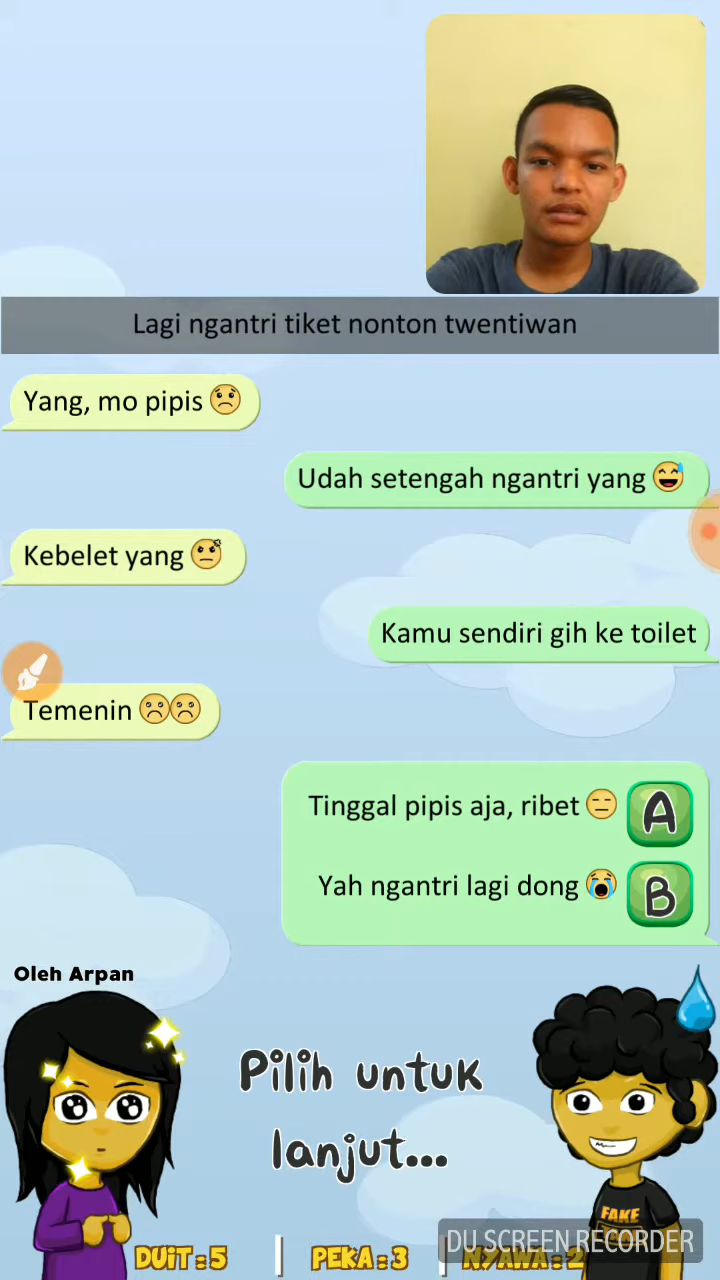 Lagi ngantri tiket nonton twentiwan
Yang, mo pipis
Udah setengah ngantri yang
Kebelet yang
Kamu sendiri gih ke toilet
Temenin
Tinggal pipis aja, ribet
A
Yah ngantri lagi dong
B
Oleh Arpan
Pilih untuk
lanjut...
FAKE
DUIT:5 | PEKA:3 | NYAWA:2
DU SCREEN RECORDER